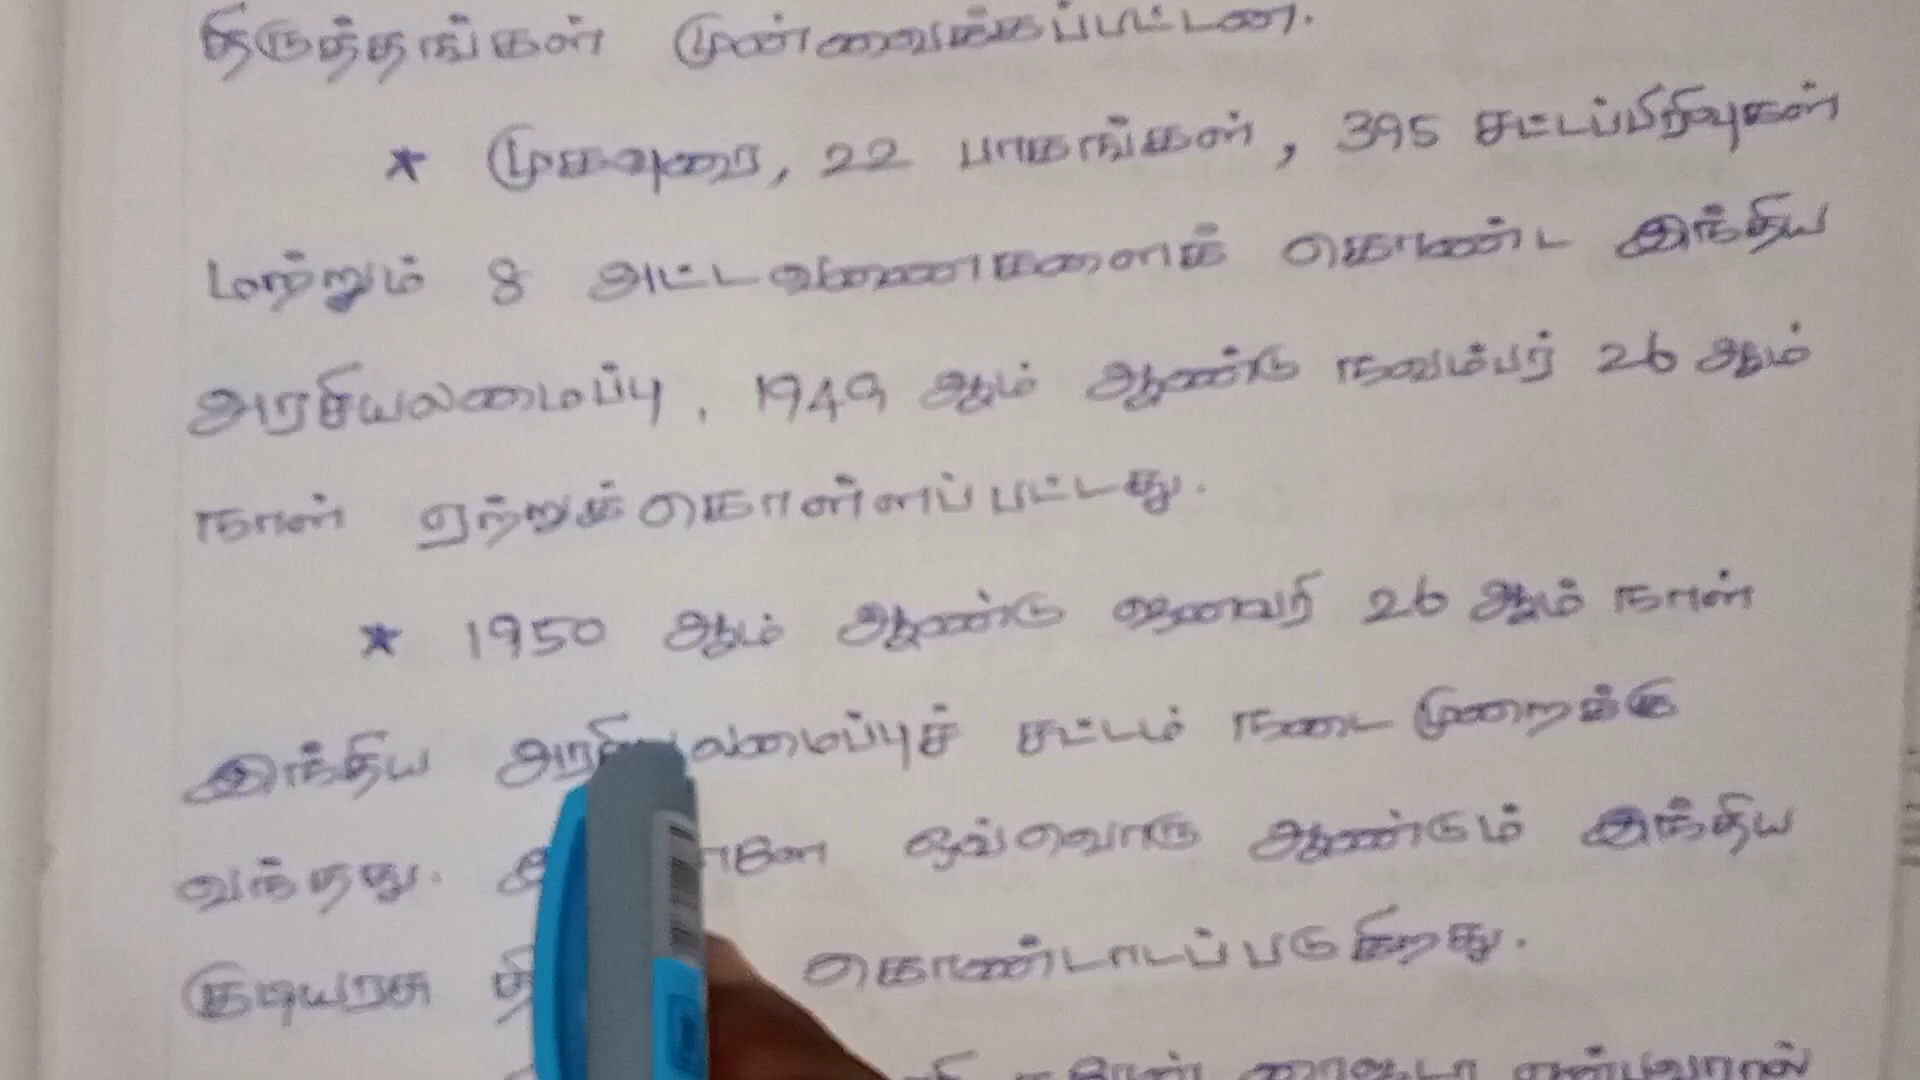 திருத்தங்கள் முன்வைக்கப்பட்டன.
★ முகவுரை, 22 பாகங்கள், 395 சட்டப்பிரிவுகள்
மற்றும் 8 அட்டவணைகளைக் கொண்ட இந்திய
அரசியலமைப்பு, 1949 ஆம் ஆண்டு நவம்பர் 26 ஆம்
நாள் ஏற்றுக்கொள்ளப்பட்டது.
★ 1950 ஆம் ஆண்டு ஜனவரி 26 ஆம் நாள்
இந்திய அரசியலமைப்புச் சட்டம் நடைமுறைக்கு
வந்தது. ஒவ்வொரு ஆண்டும் இந்திய
குடியரசு கொண்டாடப்படுகிறது.